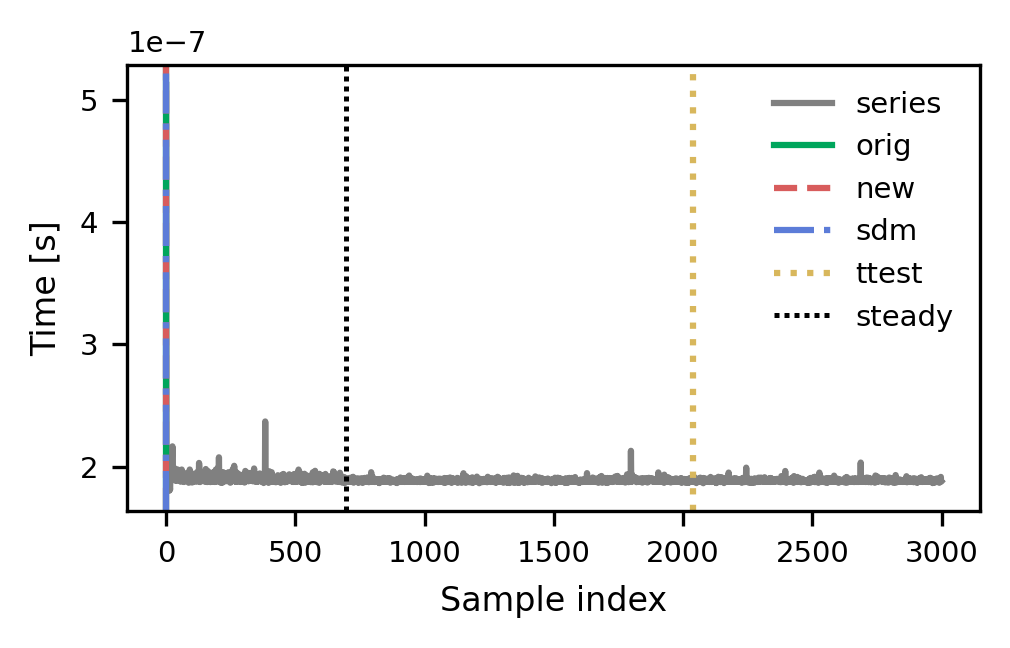 1e−7
5
4
3
2
Time [s]
series
orig
new
sdm
ttest
steady
0 500 1000 1500 2000 2500 3000
Sample index